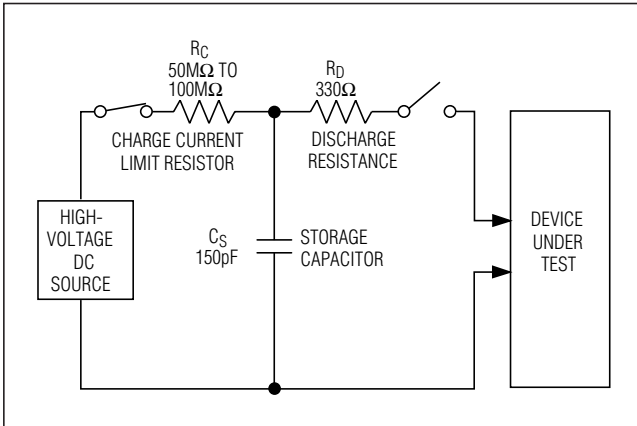 R_C
50MΩ TO
100MΩ
CHARGE CURRENT
LIMIT RESISTOR
R_D
330Ω
DISCHARGE
RESISTANCE
HIGH-
VOLTAGE
DC
SOURCE
C_S
150pF
STORAGE
CAPACITOR
DEVICE
UNDER
TEST